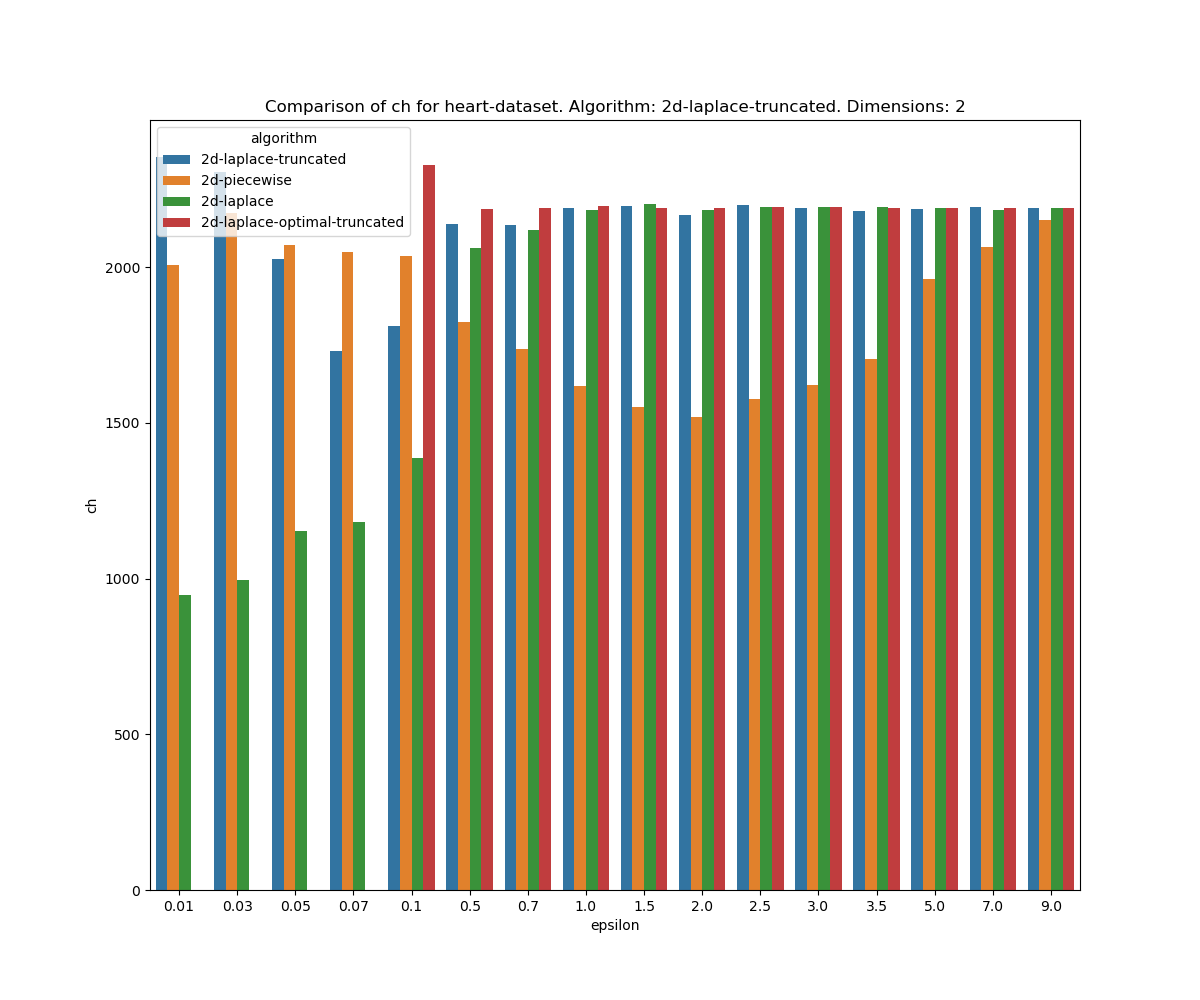 Comparison of ch for heart-dataset. Algorithm: 2d-laplace-truncated. Dimensions: 2
algorithm
2d-laplace-truncated
2d-piecewise
2d-laplace
2d-laplace-optimal-truncated
2000
1500
1000
500
0
ch
0.01 0.03 0.05 0.07 0.1 0.5 0.7 1.0 1.5 2.0 2.5 3.0 3.5 5.0 7.0 9.0
epsilon